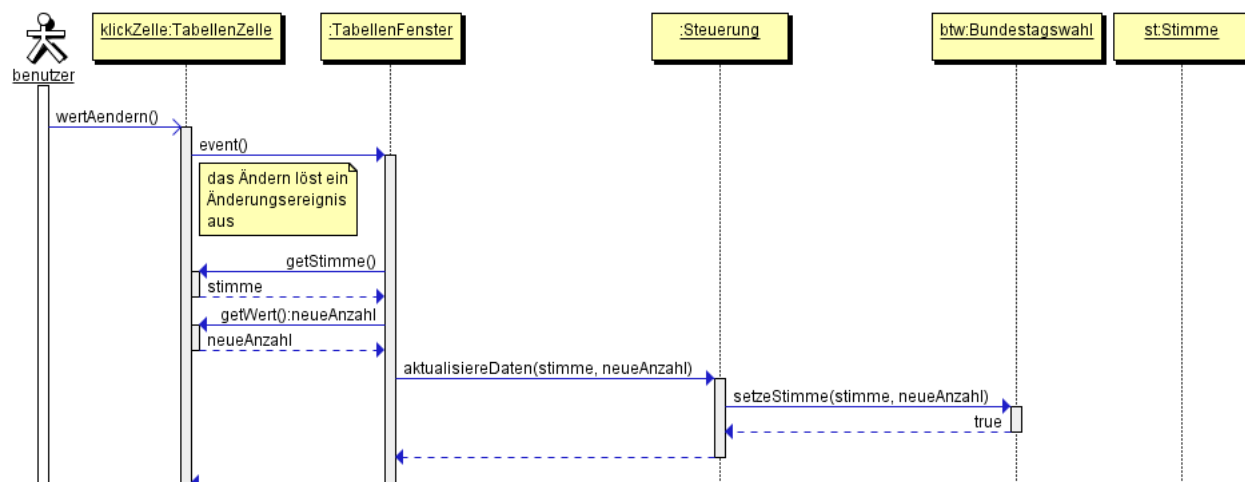 klickZelle:TabellenZelle
:TabellenFenster
:Steuerung
btw:Bundestagswahl
st:Stimme
benutzer
wertAendern()
event()
das Ändern löst ein
Änderungsereignis
aus
getStimme()
stimme
getWert():neueAnzahl
neueAnzahl
aktualisiereDaten(stimme, neueAnzahl)
setzeStimme(stimme, neueAnzahl)
true